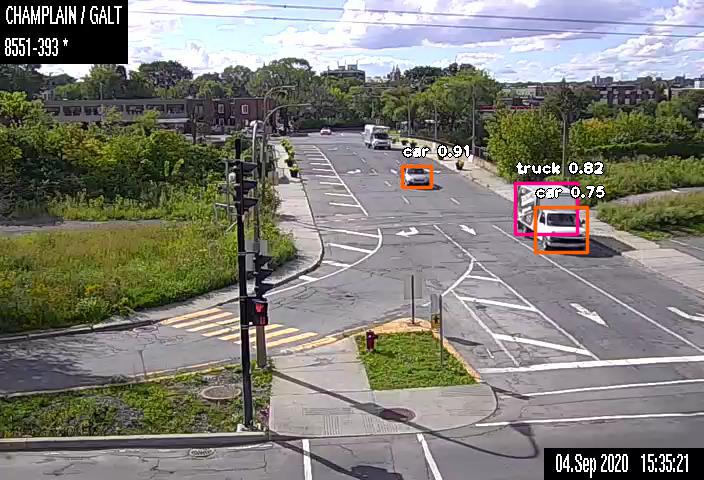 CHAMPLAIN / GALT
8551-393 *
car 0.91
truck 0.82
car 0.75
04.Sep 2020 15:35:21